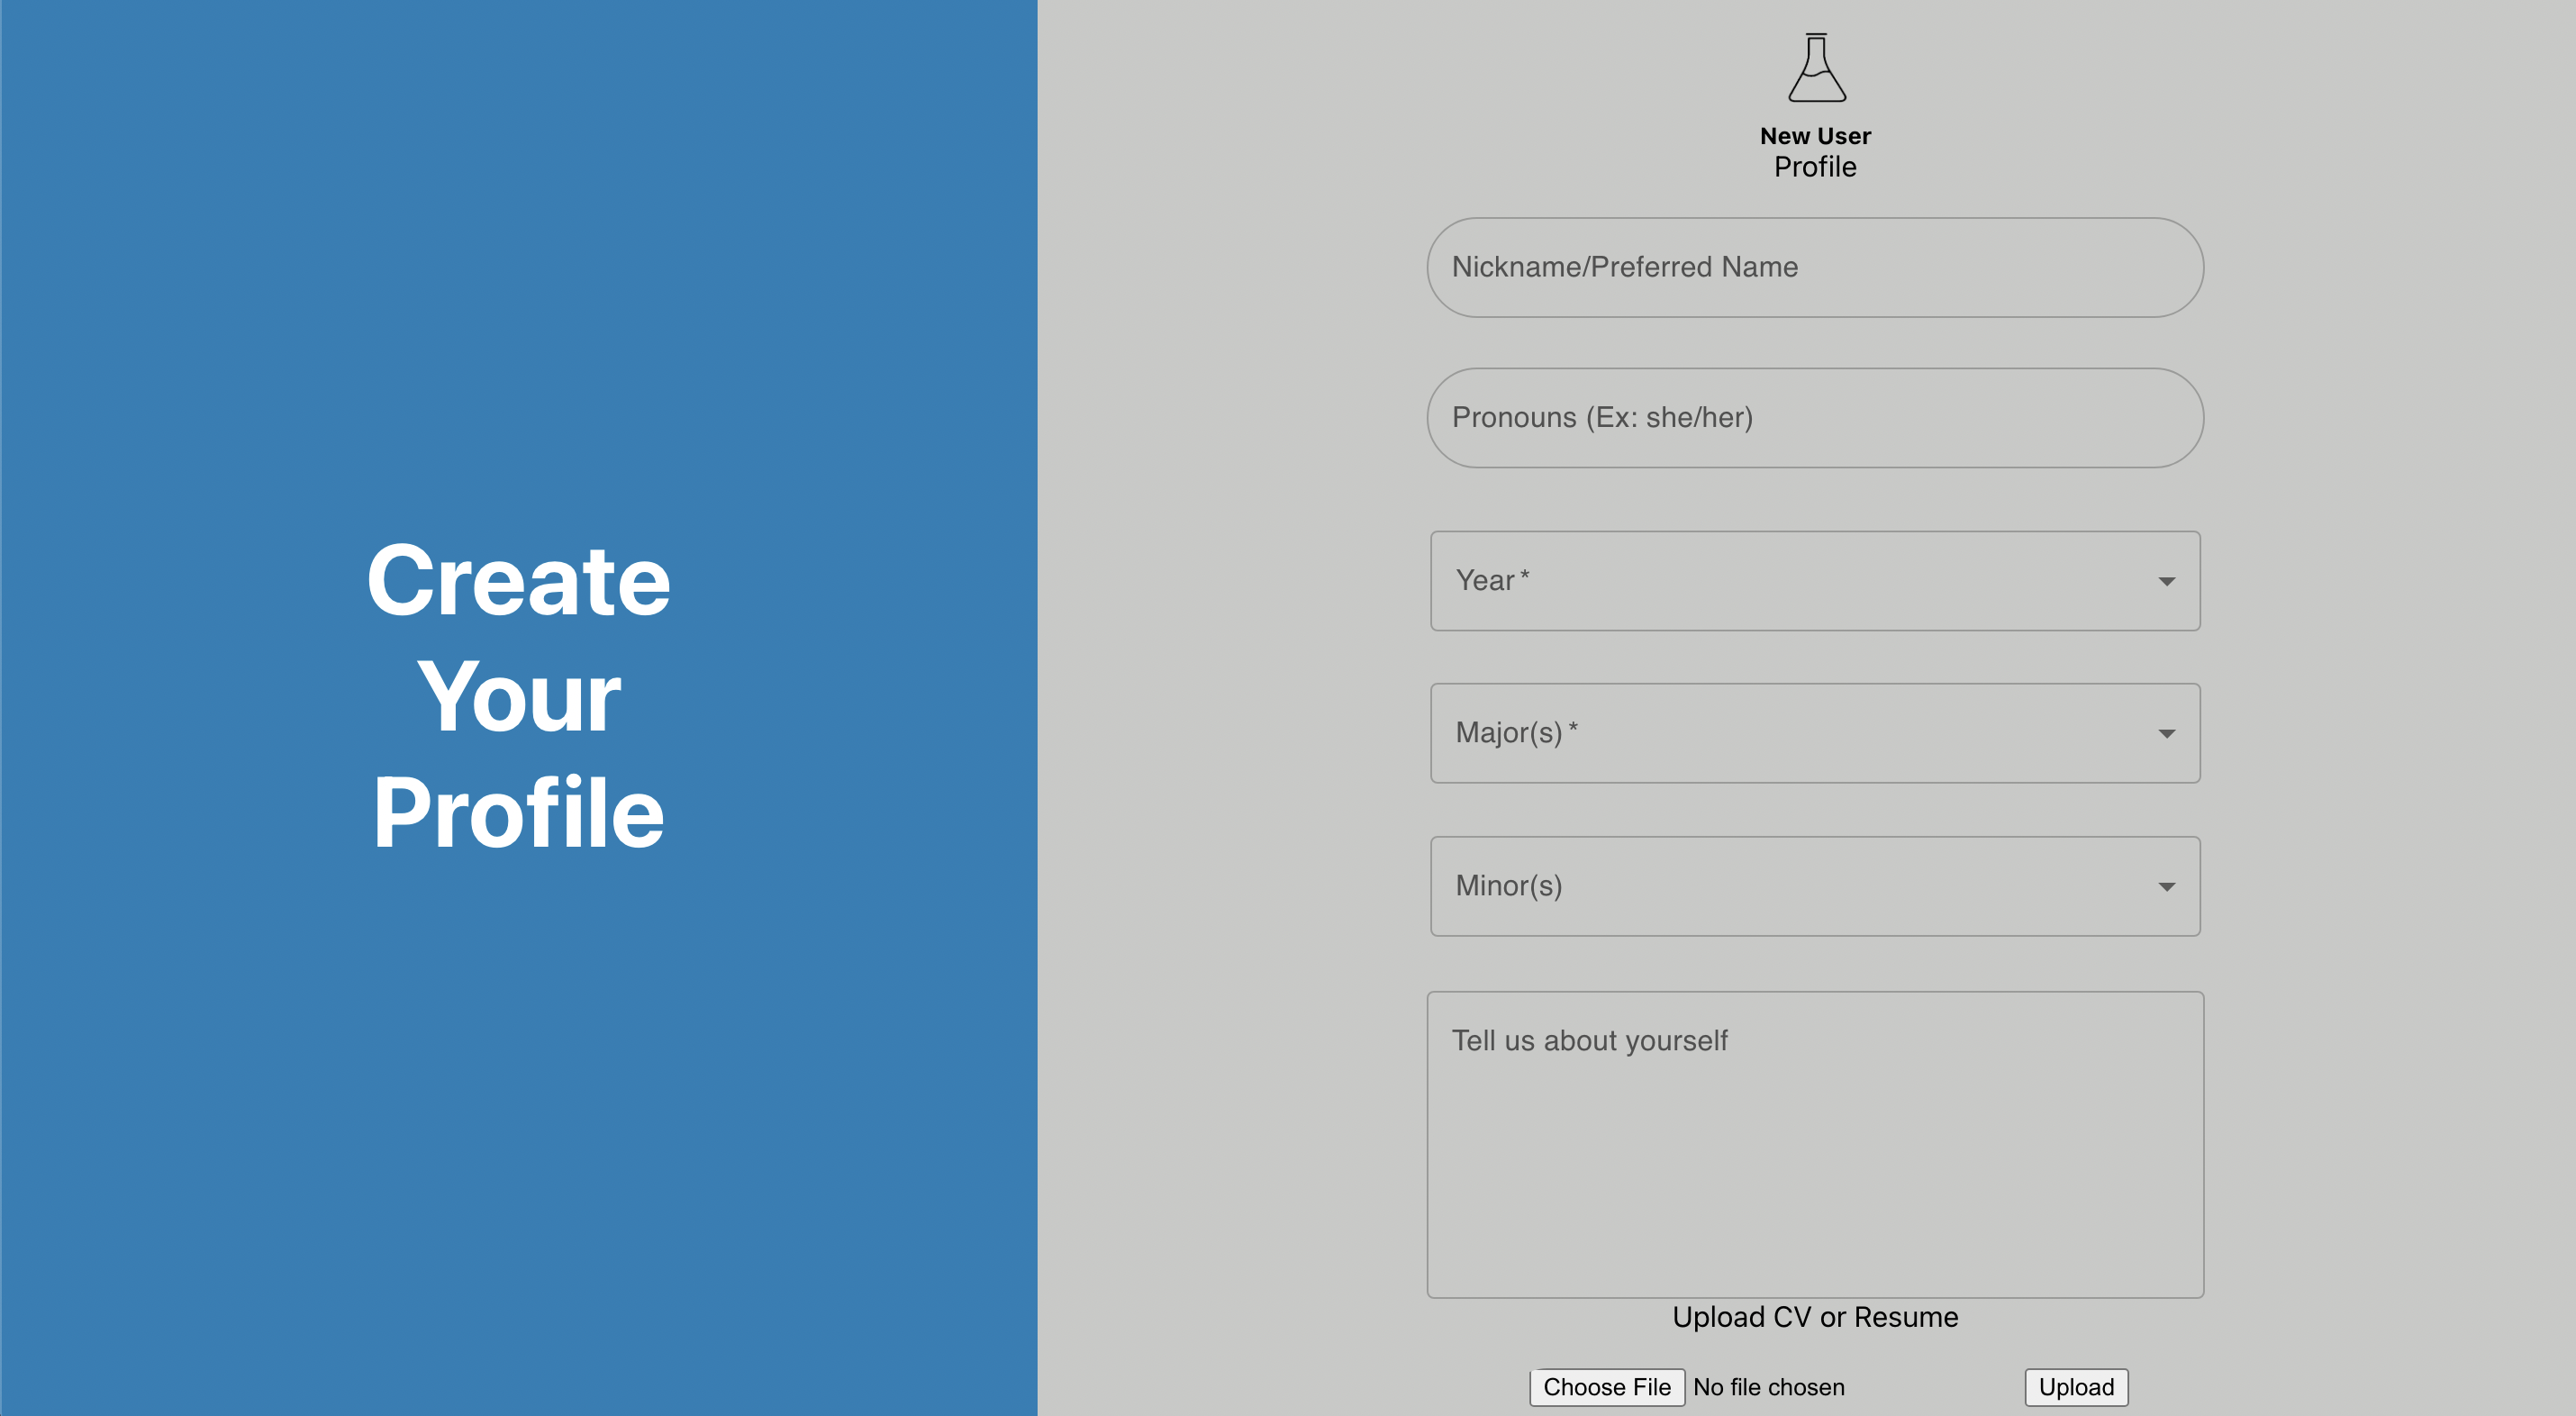 Create
Your
Profile
New User
Profile
Nickname/Preferred Name
Pronouns (Ex: she/her)
Year *
Major(s) *
Minor(s)
Tell us about yourself
Upload CV or Resume
Choose File No file chosen Upload